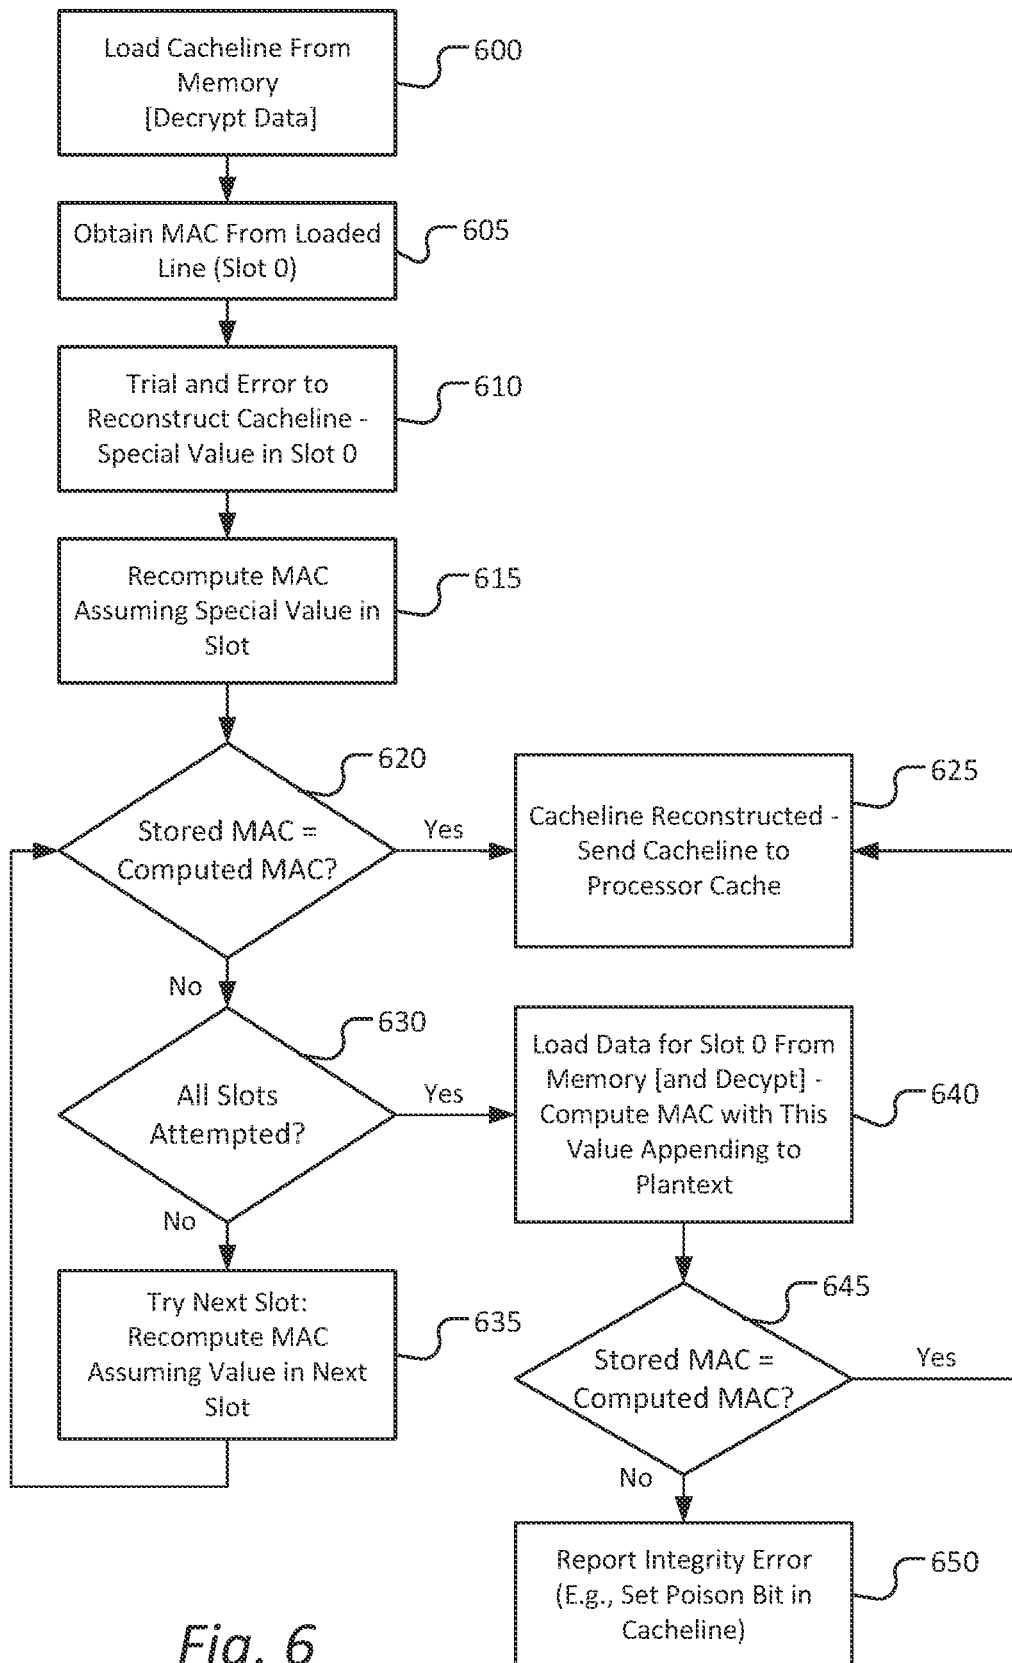 Load Cacheline From
Memory
[Decrypt Data]
600
Obtain MAC From Loaded
Line (Slot 0)
605
Trial and Error to
Reconstruct Cacheline -
Special Value in Slot 0
610
Recompute MAC
Assuming Special Value in
Slot
615
Stored MAC =
Computed MAC?
620
Yes
No
Cacheline Reconstructed -
Send Cacheline to
Processor Cache
625
All Slots
Attempted?
630
Yes
No
Try Next Slot:
Recompute MAC
Assuming Value in Next
Slot
635
Load Data for Slot 0 From
Memory [and Decypt] -
Compute MAC with This
Value Appending to
Plantext
640
Stored MAC =
Computed MAC?
645
Yes
No
Report Integrity Error
(E.g., Set Poison Bit in
Cacheline)
650
Fig. 6